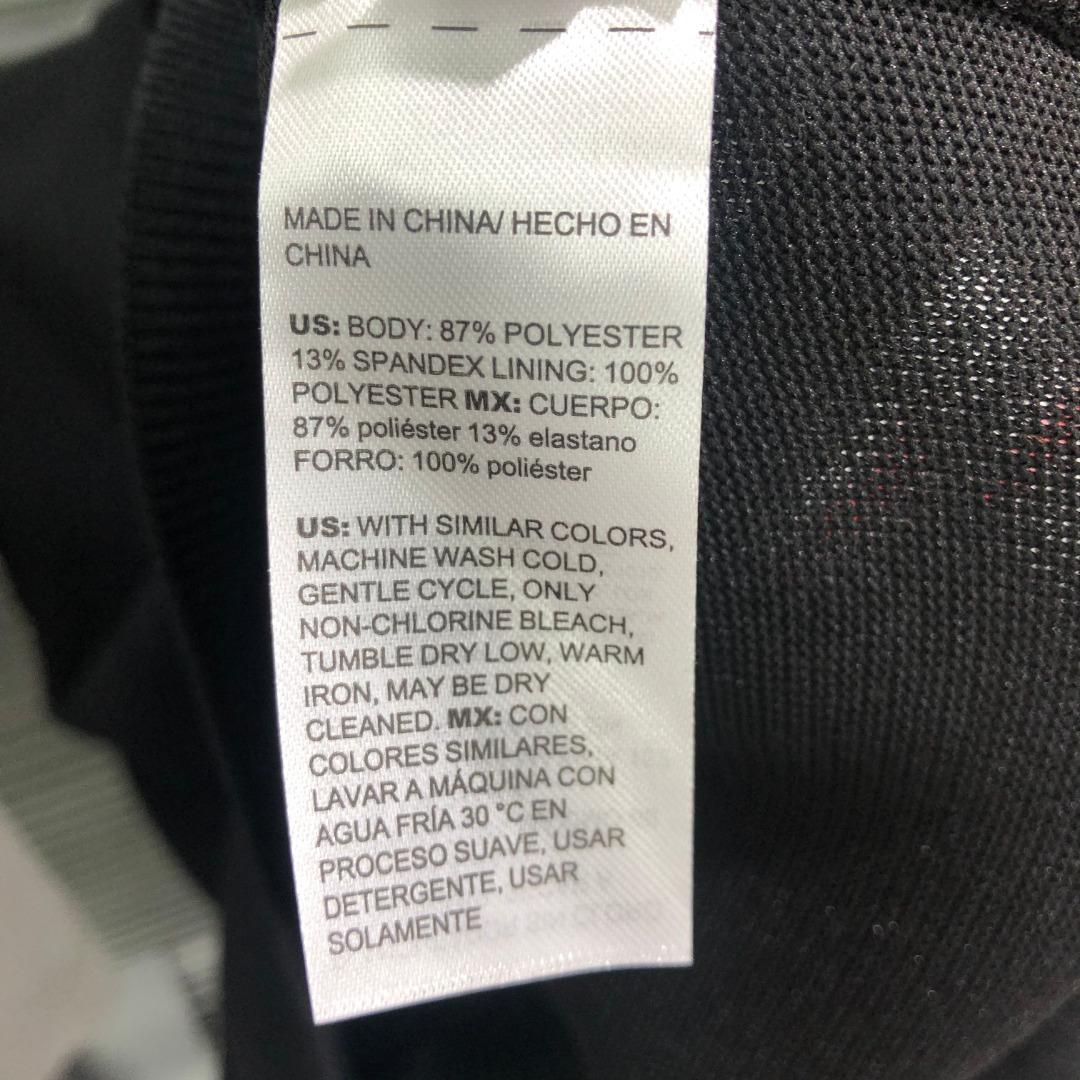 MADE IN CHINA/ HECHO EN
CHINA
US: BODY: 87% POLYESTER
13% SPANDEX LINING: 100%
POLYESTER MX: CUERPO:
87% poliéster 13% elastano
FORRO: 100% poliéster
US: WITH SIMILAR COLORS,
MACHINE WASH COLD,
GENTLE CYCLE, ONLY
NON-CHLORINE BLEACH,
TUMBLE DRY LOW, WARM
IRON, MAY BE DRY
CLEANED. MX: CON
COLORES SIMILARES,
LAVAR A MÁQUINA CON
AGUA FRÍA 30 °C EN
PROCESO SUAVE, USAR
DETERGENTE, USAR
SOLAMENTE